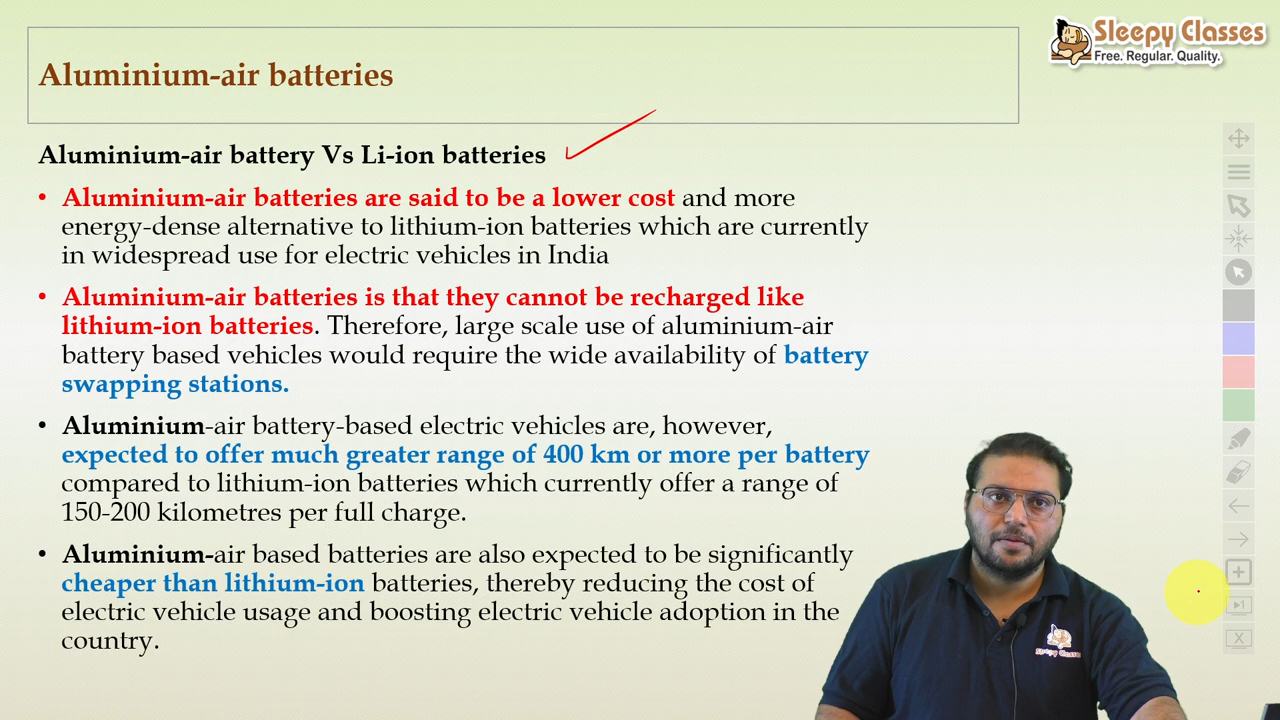 Sleepy Classes
Free. Regular. Quality.
Aluminium-air batteries
Aluminium-air battery Vs Li-ion batteries
• Aluminium-air batteries are said to be a lower cost and more
energy-dense alternative to lithium-ion batteries which are currently
in widespread use for electric vehicles in India
• Aluminium-air batteries is that they cannot be recharged like
lithium-ion batteries. Therefore, large scale use of aluminium-air
battery based vehicles would require the wide availability of battery
swapping stations.
• Aluminium-air battery-based electric vehicles are, however,
expected to offer much greater range of 400 km or more per battery
compared to lithium-ion batteries which currently offer a range of
150-200 kilometres per full charge.
• Aluminium-air based batteries are also expected to be significantly
cheaper than lithium-ion batteries, thereby reducing the cost of
electric vehicle usage and boosting electric vehicle adoption in the
country.
Sleepy Classes